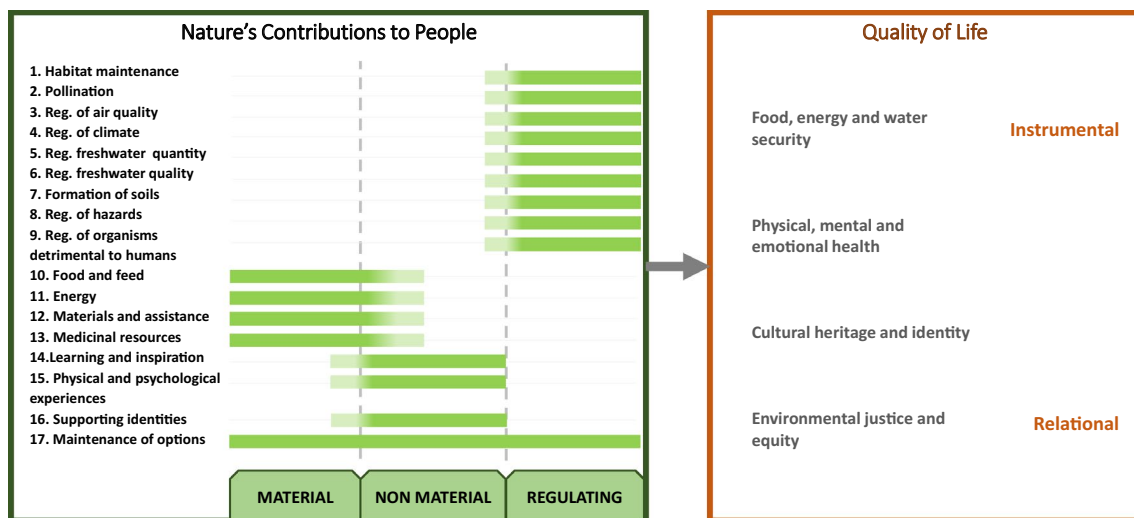 Nature's Contributions to People
1. Habitat maintenance
2. Pollination
3. Reg. of air quality
4. Reg. of climate
5. Reg. freshwater quantity
6. Reg. freshwater quality
7. Formation of soils
8. Reg. of hazards
9. Reg. of organisms
detrimental to humans
10. Food and feed
11. Energy
12. Materials and assistance
13. Medicinal resources
14.Learning and inspiration
15. Physical and psychological
experiences
16. Supporting identities
17. Maintenance of options
MATERIAL
NON MATERIAL
REGULATING
Quality of Life
Food, energy and water
security
Instrumental
Physical, mental and
emotional health
Cultural heritage and identity
Environmental justice and
equity
Relational